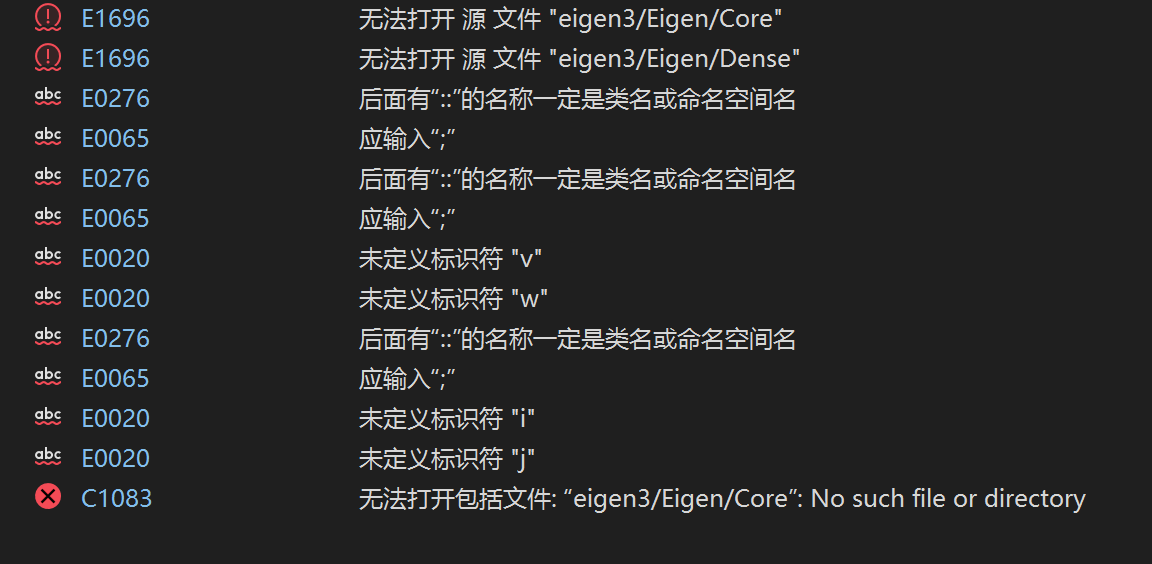 E1696 无法打开 源 文件 "eigen3/Eigen/Core"
E1696 无法打开 源 文件 "eigen3/Eigen/Dense"
abc E0276 后面有“::”的名称一定是类名或命名空间名
abc E0065 应输入“;”
abc E0276 后面有“::”的名称一定是类名或命名空间名
abc E0065 应输入“;”
abc E0020 未定义标识符 "v"
abc E0020 未定义标识符 "w"
abc E0276 后面有“::”的名称一定是类名或命名空间名
abc E0065 应输入“;”
abc E0020 未定义标识符 "i"
abc E0020 未定义标识符 "j"
C1083 无法打开包括文件: “eigen3/Eigen/Core”: No such file or directory